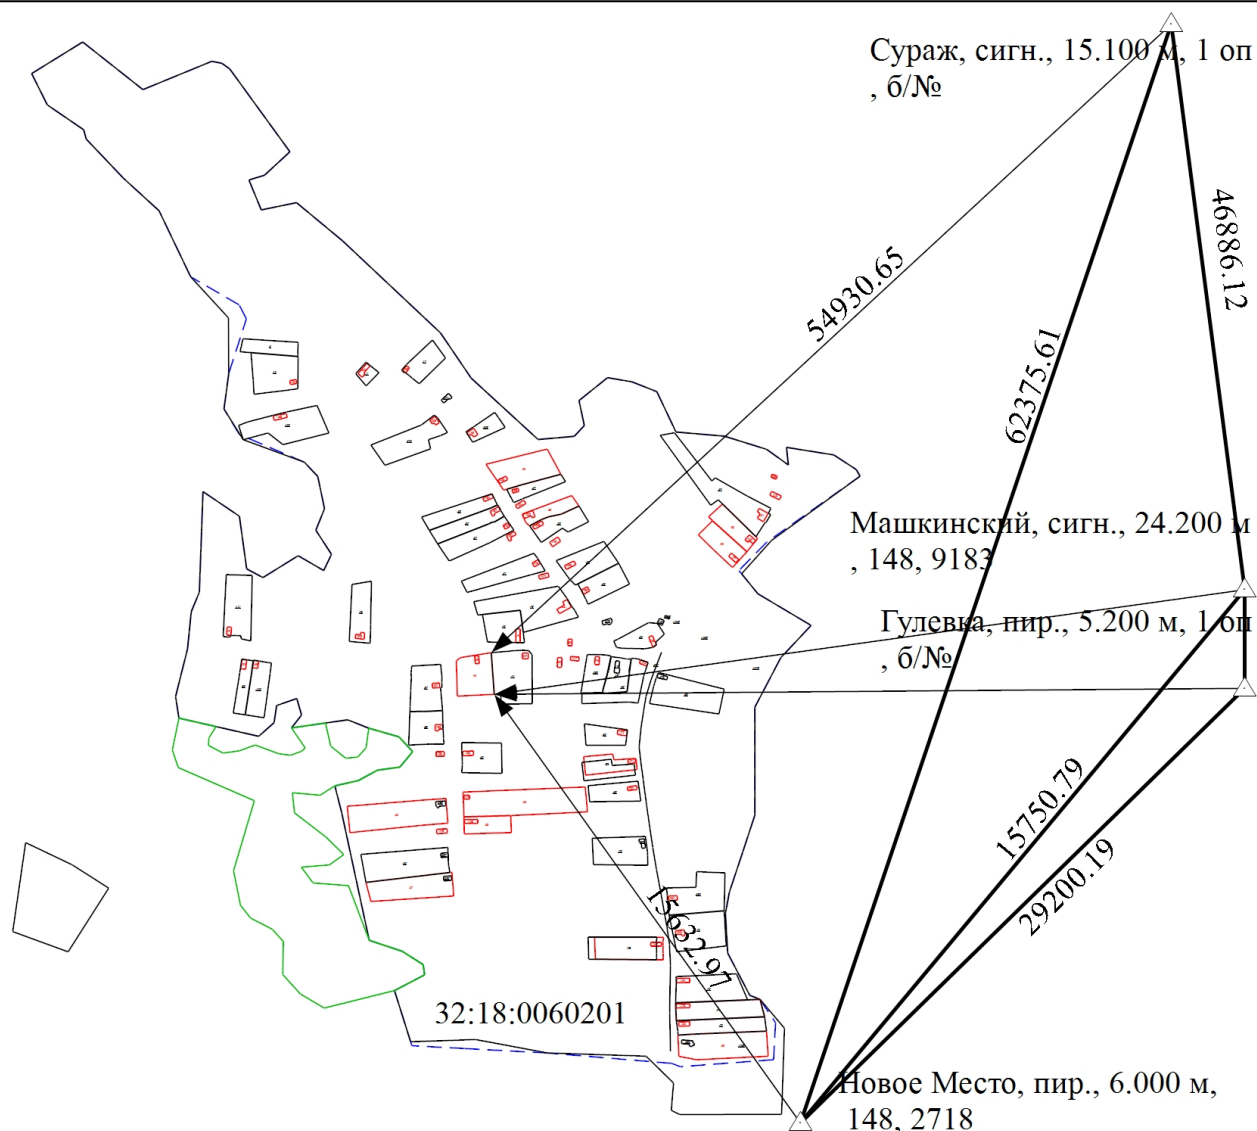 Сураж, сигн., 15.100 м, 1 оп
, б/№
46886.12
54930.65
62375.61
Машкинский, сигн., 24.200 м
, 148, 9183
Гулевка, пир., 5.200 м, 1 оп
, б/№
15750.79
29200.19
15632.97
32:18:0060201
Новое Место, пир., 6.000 м,
148, 2718